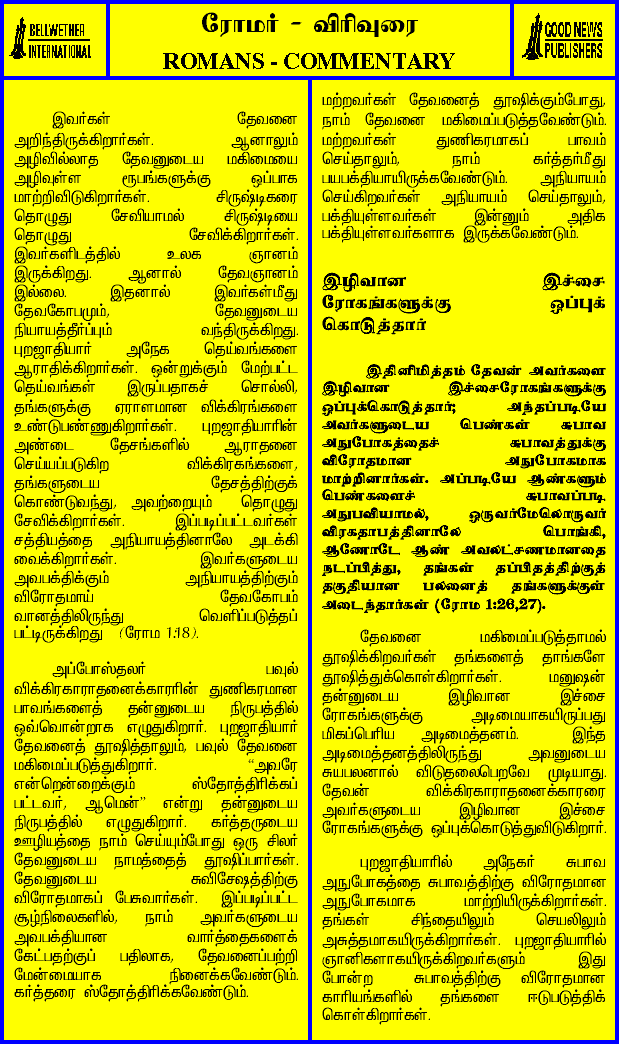 BELLWETHER
INTERNATIONAL
ரோமர் - விரிவுரை
ROMANS - COMMENTARY
GOOD NEWS
PUBLISHERS
இவர்கள் தேவனை
அறிந்திருக்கிறார்கள். ஆனாலும்
அழிவில்லாத தேவனுடைய மகிமையை
அழிவுள்ள ரூபங்களுக்கு ஒப்பாக
மாற்றிவிடுகிறார்கள். சிருஷ்டிகரை
தொழுது சேவியாமல் சிருஷ்டியை
தொழுது சேவிக்கிறார்கள்.
இவர்களிடத்தில் உலக ஞானம்
இருக்கிறது. ஆனால் தேவஞானம்
இல்லை. இதனால் இவர்கள்மீது
தேவகோபமும், தேவனுடைய
நியாயத்தீர்ப்பும் வந்திருக்கிறது.
புறஜாதியார் அநேக தெய்வங்களை
ஆராதிக்கிறார்கள். ஒன்றுக்கும் மேற்பட்ட
தெய்வங்கள் இருப்பதாகச் சொல்லி,
தங்களுக்கு ஏராளமான விக்கிரங்களை
உண்டுபண்ணுகிறார்கள். புறஜாதியாரின்
அண்டை தேசங்களில் ஆராதனை
செய்யப்படுகிற விக்கிரகங்களை,
தங்களுடைய தேசத்திற்குக்
கொண்டுவந்து, அவற்றையும் தொழுது
சேவிக்கிறார்கள். இப்படிப்பட்டவர்கள்
சத்தியத்தை அநியாயத்தினாலே அடக்கி
வைக்கிறார்கள். இவர்களுடைய
அவபக்திக்கும் அநியாயத்திற்கும்
விரோதமாய் தேவகோபம்
வானத்திலிருந்து வெளிப்படுத்தப்
பட்டிருக்கிறது (ரோம 1:18).
அப்போஸ்தலர் பவுல்
விக்கிரகாராதனைக்காரரின் துணிகரமான
பாவங்களைத் தன்னுடைய நிருபத்தில்
ஒவ்வொன்றாக எழுதுகிறார். புறஜாதியார்
தேவனைத் தூஷித்தாலும், பவுல் தேவனை
மகிமைப்படுத்துகிறார். “அவரே
என்றென்றைக்கும் ஸ்தோத்திரிக்கப்
பட்டவர், ஆமென்” என்று தன்னுடைய
நிருபத்தில் எழுதுகிறார். கர்த்தருடைய
ஊழியத்தை நாம் செய்யும்போது ஒரு சிலர்
தேவனுடைய நாமத்தைத் தூஷிப்பார்கள்.
தேவனுடைய சுவிசேஷத்திற்கு
விரோதமாகப் பேசுவார்கள். இப்படிப்பட்ட
சூழ்நிலைகளில், நாம் அவர்களுடைய
அவபக்தியான வார்த்தைகளைக்
கேட்பதற்குப் பதிலாக, தேவனைப்பற்றி
மேன்மையாக நினைக்கவேண்டும்.
கர்த்தரை ஸ்தோத்திரிக்கவேண்டும்.
மற்றவர்கள் தேவனைத் தூஷிக்கும்போது,
நாம் தேவனை மகிமைப்படுத்தவேண்டும்.
மற்றவர்கள் துணிகரமாகப் பாவம்
செய்தாலும், நாம் கர்த்தர்மீது
பயபக்தியாயிருக்கவேண்டும். அநியாயம்
செய்கிறவர்கள் அநியாயம் செய்தாலும்,
பக்தியுள்ளவர்கள் இன்னும் அதிக
பக்தியுள்ளவர்களாக இருக்கவேண்டும்.
இழிவான இச்சை
ரோகங்களுக்கு ஒப்புக்
கொடுத்தார்
இதினிமித்தம் தேவன் அவர்களை
இழிவான இச்சைரோகங்களுக்கு
ஒப்புக்கொடுத்தார்; அந்தப்படியே
அவர்களுடைய பெண்கள் சுபாவ
அநுபோகத்தைச் சுபாவத்துக்கு
விரோதமான அநுபோகமாக
மாற்றினார்கள். அப்படியே ஆண்களும்
பெண்களைச் சுபாவப்படி
அநுபவியாமல், ஒருவர்மேலொருவர்
விரகதாபத்தினாலே பொங்கி,
ஆணோடே ஆண் அவலட்சணமானதை
நடப்பித்து, தங்கள் தப்பிதத்திற்குத்
தகுதியான பலனைத் தங்களுக்குள்
அடைந்தார்கள் (ரோம 1:26,27).
தேவனை மகிமைப்படுத்தாமல்
தூஷிக்கிறவர்கள் தங்களைத் தாங்களே
தூஷித்துக்கொள்கிறார்கள். மனுஷன்
தன்னுடைய இழிவான இச்சை
ரோகங்களுக்கு அடிமையாகயிருப்பது
மிகப்பெரிய அடிமைத்தனம். இந்த
அடிமைத்தனத்திலிருந்து அவனுடைய
சுயபலனால் விடுதலைபெறவே முடியாது.
தேவன் விக்கிரகாராதனைக்காரரை
அவர்களுடைய இழிவான இச்சை
ரோகங்களுக்கு ஒப்புக்கொடுத்துவிடுகிறார்.
புறஜாதியாரில் அநேகர் சுபாவ
அநுபோகத்தை சுபாவத்திற்கு விரோதமான
அநுபோகமாக மாற்றியிருக்கிறார்கள்.
தங்கள் சிந்தையிலும் செயலிலும்
அசுத்தமாகயிருக்கிறார்கள். புறஜாதியாரில்
ஞானிகளாகயிருக்கிறவர்களும் இது
போன்ற சுபாவத்திற்கு விரோதமான
காரியங்களில் தங்களை ஈடுபடுத்திக்
கொள்கிறார்கள்.